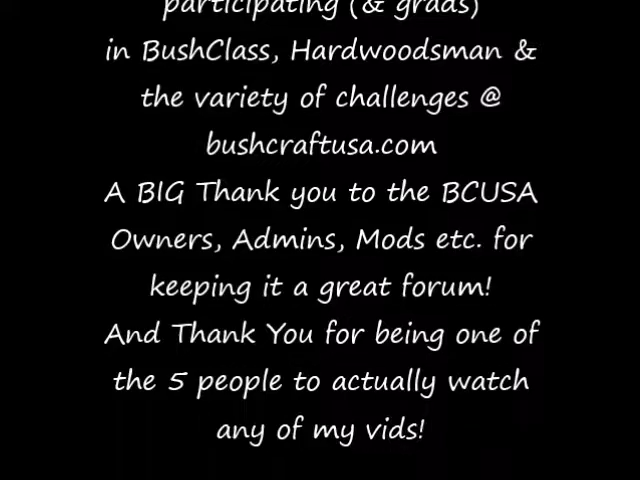 participating (& grads)
in BushClass, Hardwoodsman &
the variety of challenges @
bushcraftusa.com
A BIG Thank you to the BCUSA
Owners, Admins, Mods etc. for
keeping it a great forum!
And Thank You for being one of
the 5 people to actually watch
any of my vids!